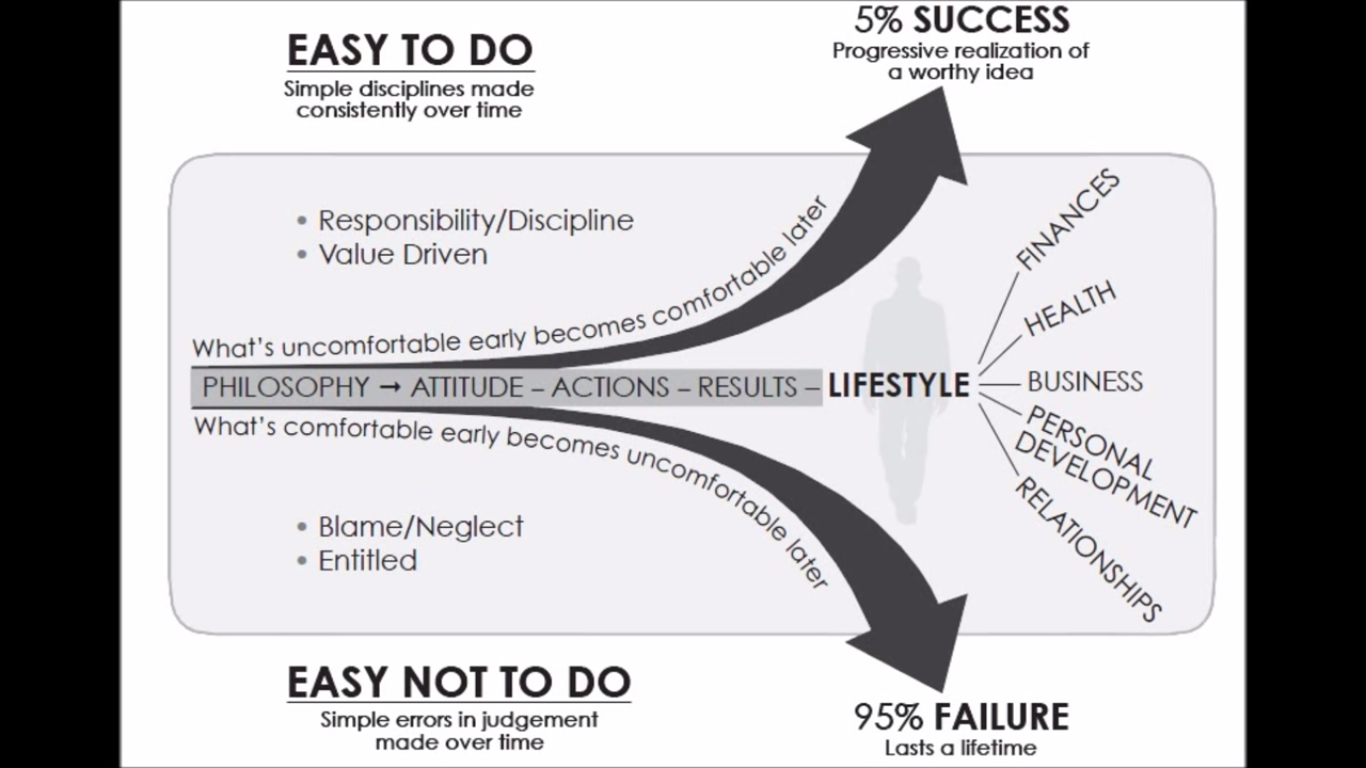 EASY TO DO
Simple disciplines made
consistently over time
5% SUCCESS
Progressive realization of
a worthy idea
• Responsibility/Discipline
• Value Driven
What's uncomfortable early becomes comfortable later
PHILOSOPHY → ATTITUDE – ACTIONS – RESULTS – LIFESTYLE
What's comfortable early becomes uncomfortable later
FINANCES
HEALTH
BUSINESS
PERSONAL
DEVELOPMENT
RELATIONSHIPS
• Blame/Neglect
• Entitled
EASY NOT TO DO
Simple errors in judgement
made over time
95% FAILURE
Lasts a lifetime